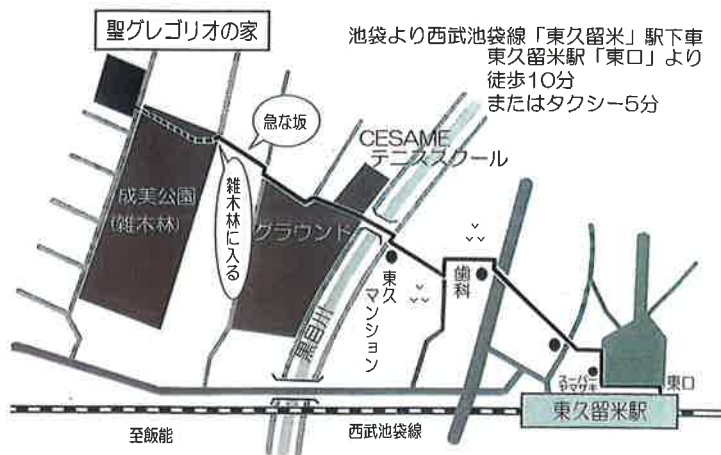 聖グレゴリオの家
池袋より西武池袋線「東久留米」駅下車
東久留米駅「東口」より
徒歩10分
またはタクシー5分
急な坂
CESAME
テニススクール
成美公園
(雑木林)
雑木林に入る
グラウンド
黒目川
東久
マンション
歯科
スーパー
ヤマザキ
東口
東久留米駅
至飯能
西武池袋線